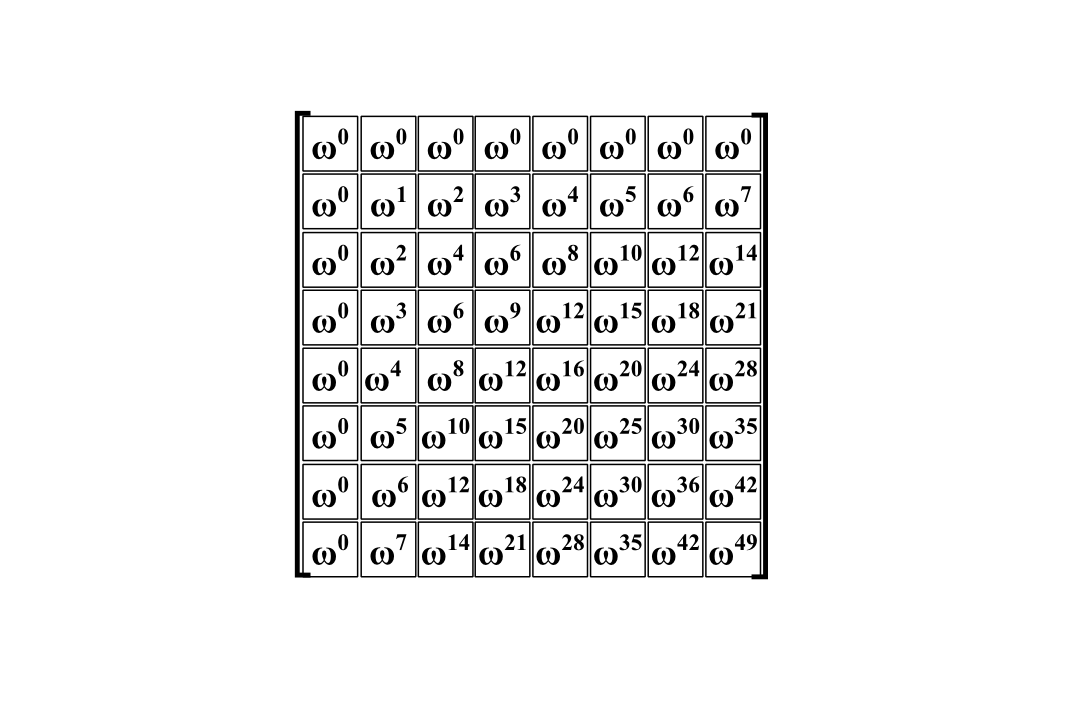 ω⁰ ω⁰ ω⁰ ω⁰ ω⁰ ω⁰ ω⁰ ω⁰
ω⁰ ω¹ ω² ω³ ω⁴ ω⁵ ω⁶ ω⁷
ω⁰ ω² ω⁴ ω⁶ ω⁸ ω¹⁰ ω¹² ω¹⁴
ω⁰ ω³ ω⁶ ω⁹ ω¹² ω¹⁵ ω¹⁸ ω²¹
ω⁰ ω⁴ ω⁸ ω¹² ω¹⁶ ω²⁰ ω²⁴ ω²⁸
ω⁰ ω⁵ ω¹⁰ ω¹⁵ ω²⁰ ω²⁵ ω³⁰ ω³⁵
ω⁰ ω⁶ ω¹² ω¹⁸ ω²⁴ ω³⁰ ω³⁶ ω⁴²
ω⁰ ω⁷ ω¹⁴ ω²¹ ω²⁸ ω³⁵ ω⁴² ω⁴⁹